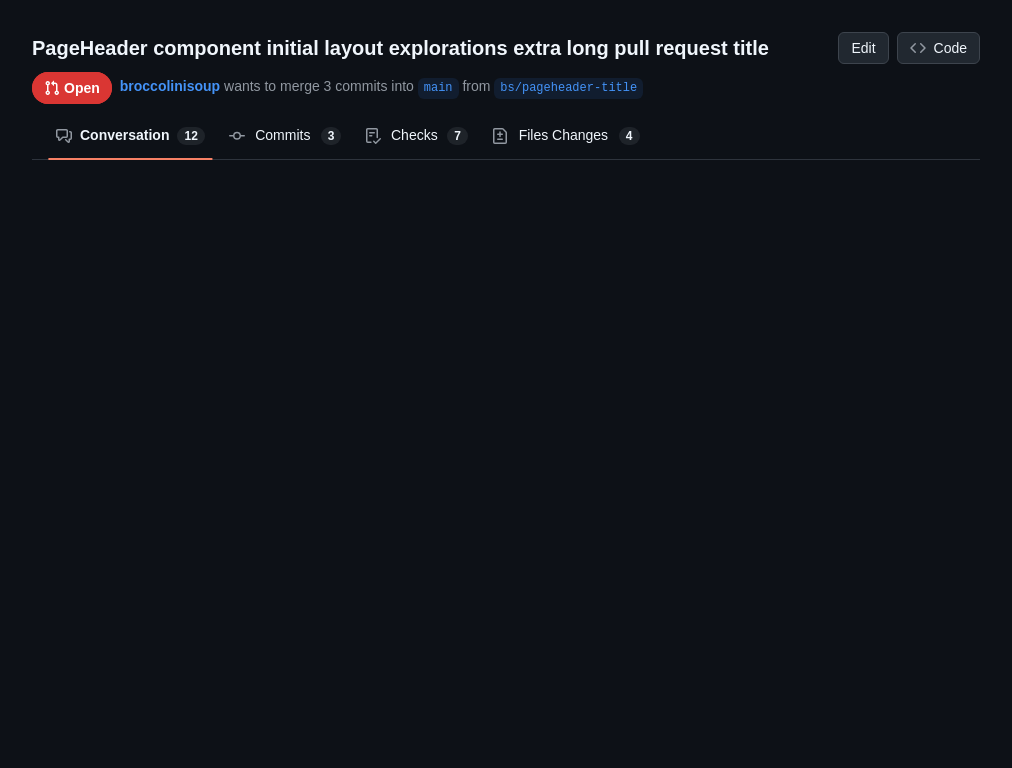 PageHeader component initial layout explorations extra long pull request title
Edit
Code
Open
broccolinisoup wants to merge 3 commits into main from bs/pageheader-title
Conversation 12
Commits 3
Checks 7
Files Changes 4